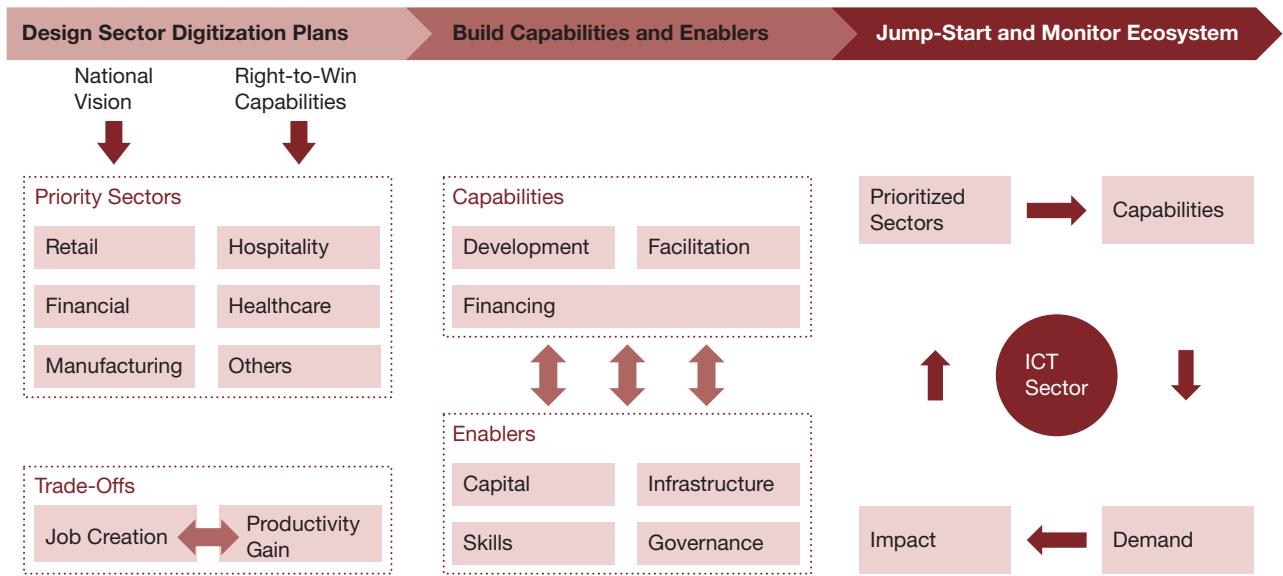 Design Sector Digitization Plans
Build Capabilities and Enablers
Jump-Start and Monitor Ecosystem
National
Vision
Right-to-Win
Capabilities
Priority Sectors
Retail
Hospitality
Financial
Healthcare
Manufacturing
Others
Trade-Offs
Job Creation
Productivity
Gain
Capabilities
Development
Facilitation
Financing
Enablers
Capital
Infrastructure
Skills
Governance
Prioritized
Sectors
Capabilities
ICT
Sector
Impact
Demand